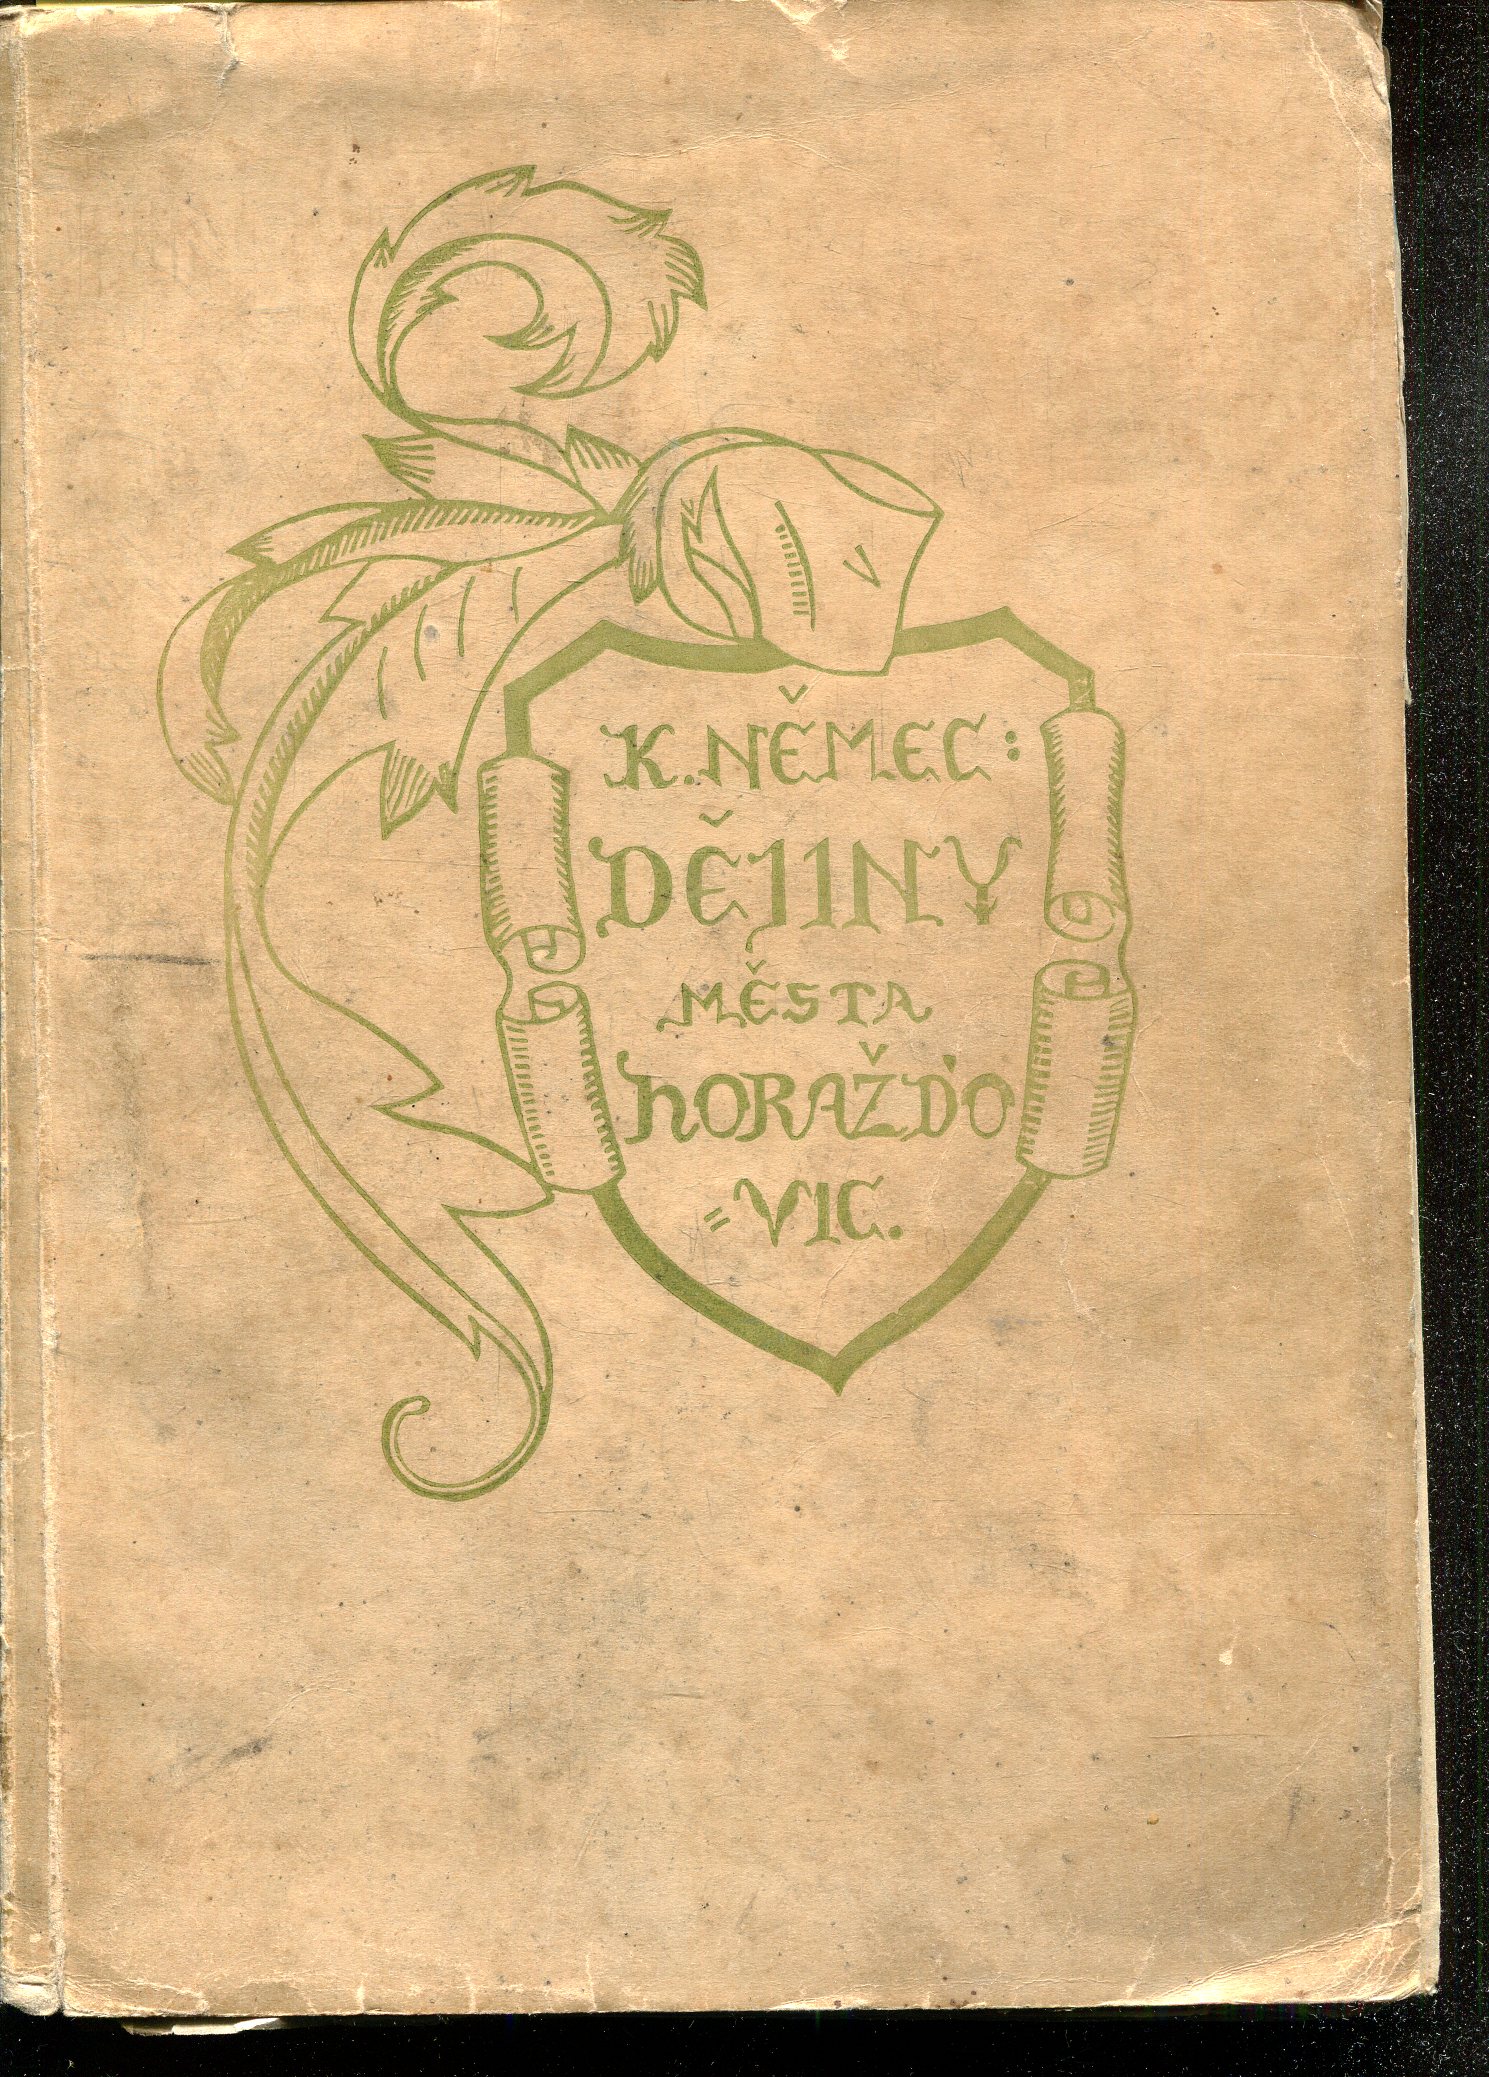 K. NĚMEC:
DĚJINY
MĚSTA
HORAŽĎO
=VIC.